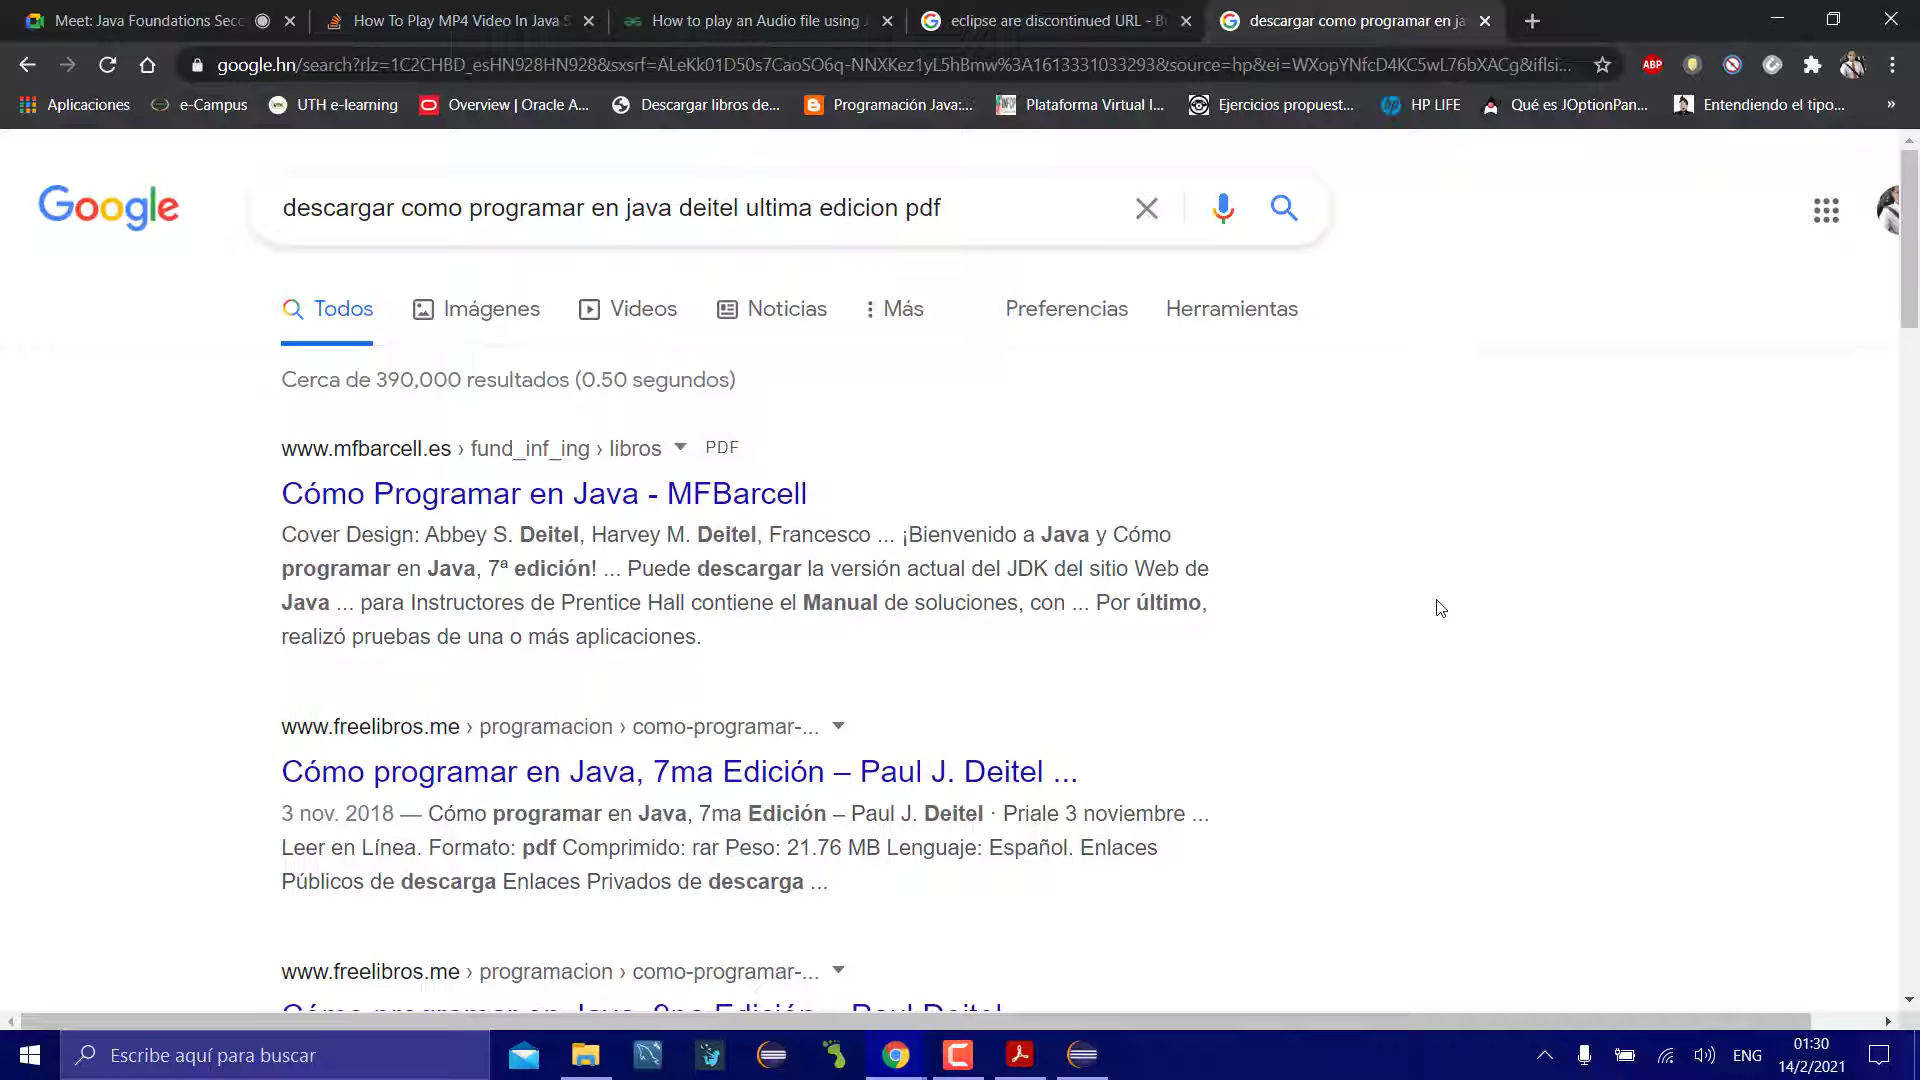 Meet: Java Foundations Secc
How To Play MP4 Video In Java S
How to play an Audio file using J
eclipse are discontinued URL - Bu
descargar como programar en ja
google.hn/search?rlz=1C2CHBD_esHN928HN928&sxsrf=ALeKk01D50s7CaoSO6q-NNXKez1yL5hBmw%3A1613331033293&source=hp&ei=WXopYNfcD4KC5wL76bXACg&iflsi...
ABP
Aplicaciones
e-Campus
UTH e-learning
Overview | Oracle A...
Descargar libros de...
Programación Java:...
Plataforma Virtual I...
Ejercicios propuest...
HP LIFE
Qué es JOptionPan...
Entendiendo el tipo...
»
Google
descargar como programar en java deitel ultima edicion pdf
Todos
Imágenes
Videos
Noticias
Más
Preferencias
Herramientas
Cerca de 390,000 resultados (0.50 segundos)
www.mfbarcell.es › fund_inf_ing › libros PDF
Cómo Programar en Java - MFBarcell
Cover Design: Abbey S. Deitel, Harvey M. Deitel, Francesco ... ¡Bienvenido a Java y Cómo
programar en Java, 7ª edición! ... Puede descargar la versión actual del JDK del sitio Web de
Java ... para Instructores de Prentice Hall contiene el Manual de soluciones, con ... Por último,
realizó pruebas de una o más aplicaciones.
www.freelibros.me › programacion › como-programar-...
Cómo programar en Java, 7ma Edición – Paul J. Deitel ...
3 nov. 2018 — Cómo programar en Java, 7ma Edición – Paul J. Deitel · Priale 3 noviembre ...
Leer en Línea. Formato: pdf Comprimido: rar Peso: 21.76 MB Lenguaje: Español. Enlaces
Públicos de descarga Enlaces Privados de descarga ...
www.freelibros.me › programacion › como-programar-...
Cómo programar en Java, 9na Edición – Paul Deitel
Escribe aquí para buscar
ENG
01:30
14/2/2021